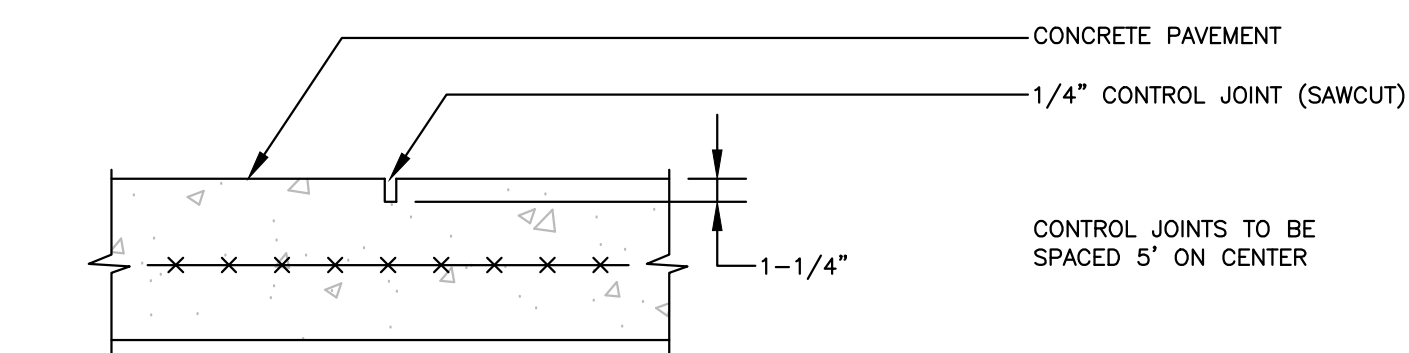 CONCRETE PAVEMENT
1/4" CONTROL JOINT (SAWCUT)
CONTROL JOINTS TO BE
SPACED 5' ON CENTER
1-1/4"